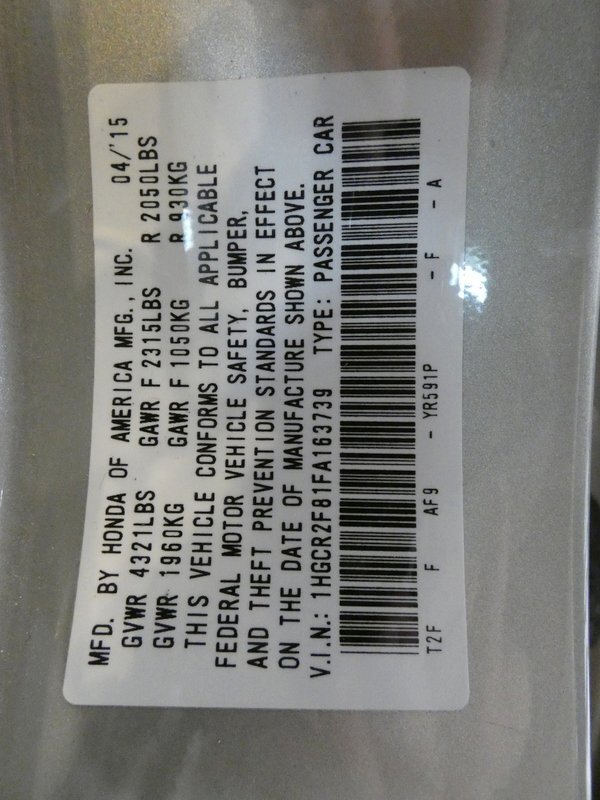 MFD. BY HONDA OF AMERICA MFG., INC. 04/'15
GVWR 4321LBS GAWR F 2315LBS R 2050LBS
GVWR 1960KG GAWR F 1050KG R 930KG
THIS VEHICLE CONFORMS TO ALL APPLICABLE
FEDERAL MOTOR VEHICLE SAFETY, BUMPER,
AND THEFT PREVENTION STANDARDS IN EFFECT
ON THE DATE OF MANUFACTURE SHOWN ABOVE.
V.I.N.: 1HGCR2F81FA163739 TYPE: PASSENGER CAR
T2F F AF9 - YR591P - F - A